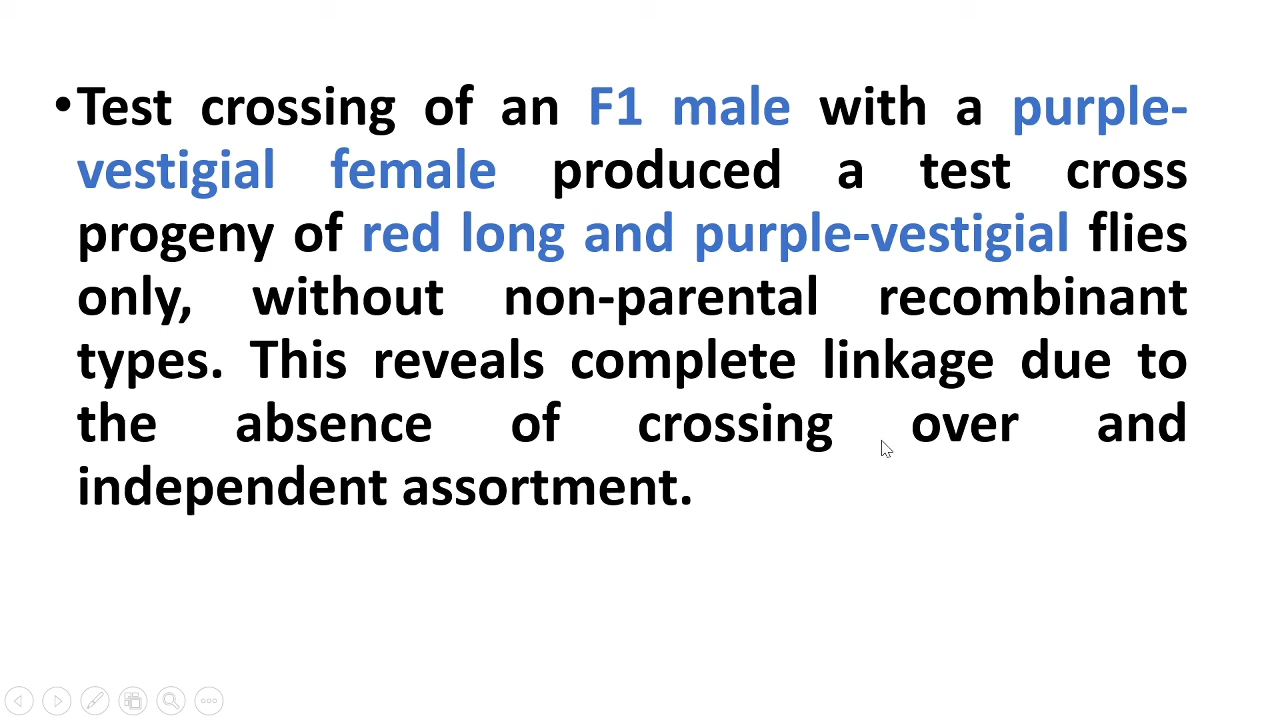 •Test crossing of an F1 male with a purple-
vestigial female produced a test cross
progeny of red long and purple-vestigial flies
only, without non-parental recombinant
types. This reveals complete linkage due to
the absence of crossing over and
independent assortment.